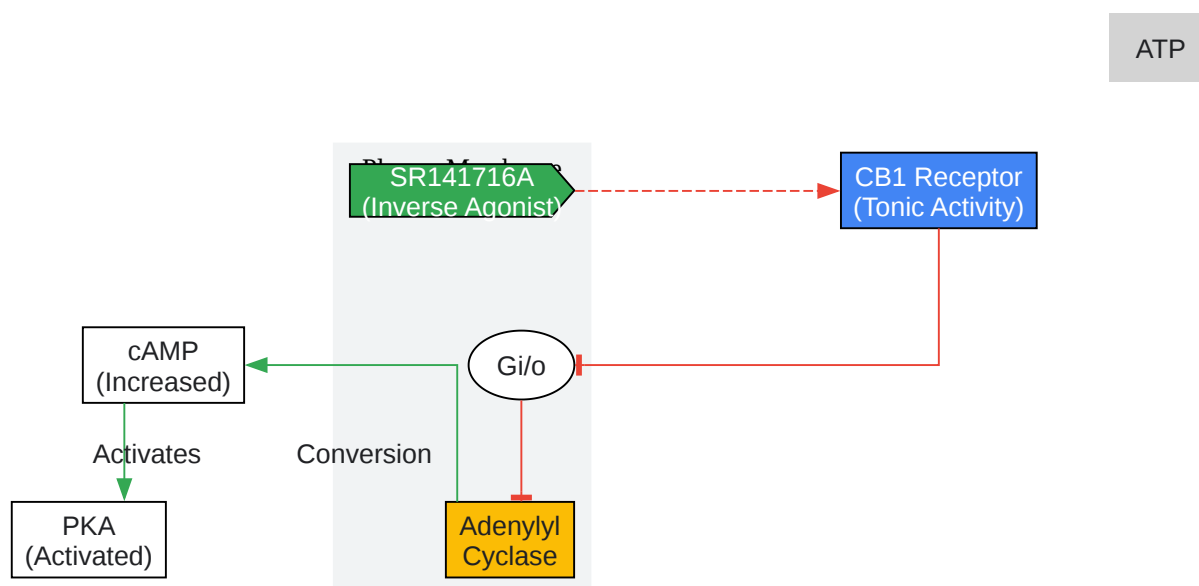 ATP
SR141716A
(Inverse Agonist)
CB1 Receptor
(Tonic Activity)
cAMP
(Increased)
Gi/o
Activates
Conversion
PKA
(Activated)
Adenylyl
Cyclase